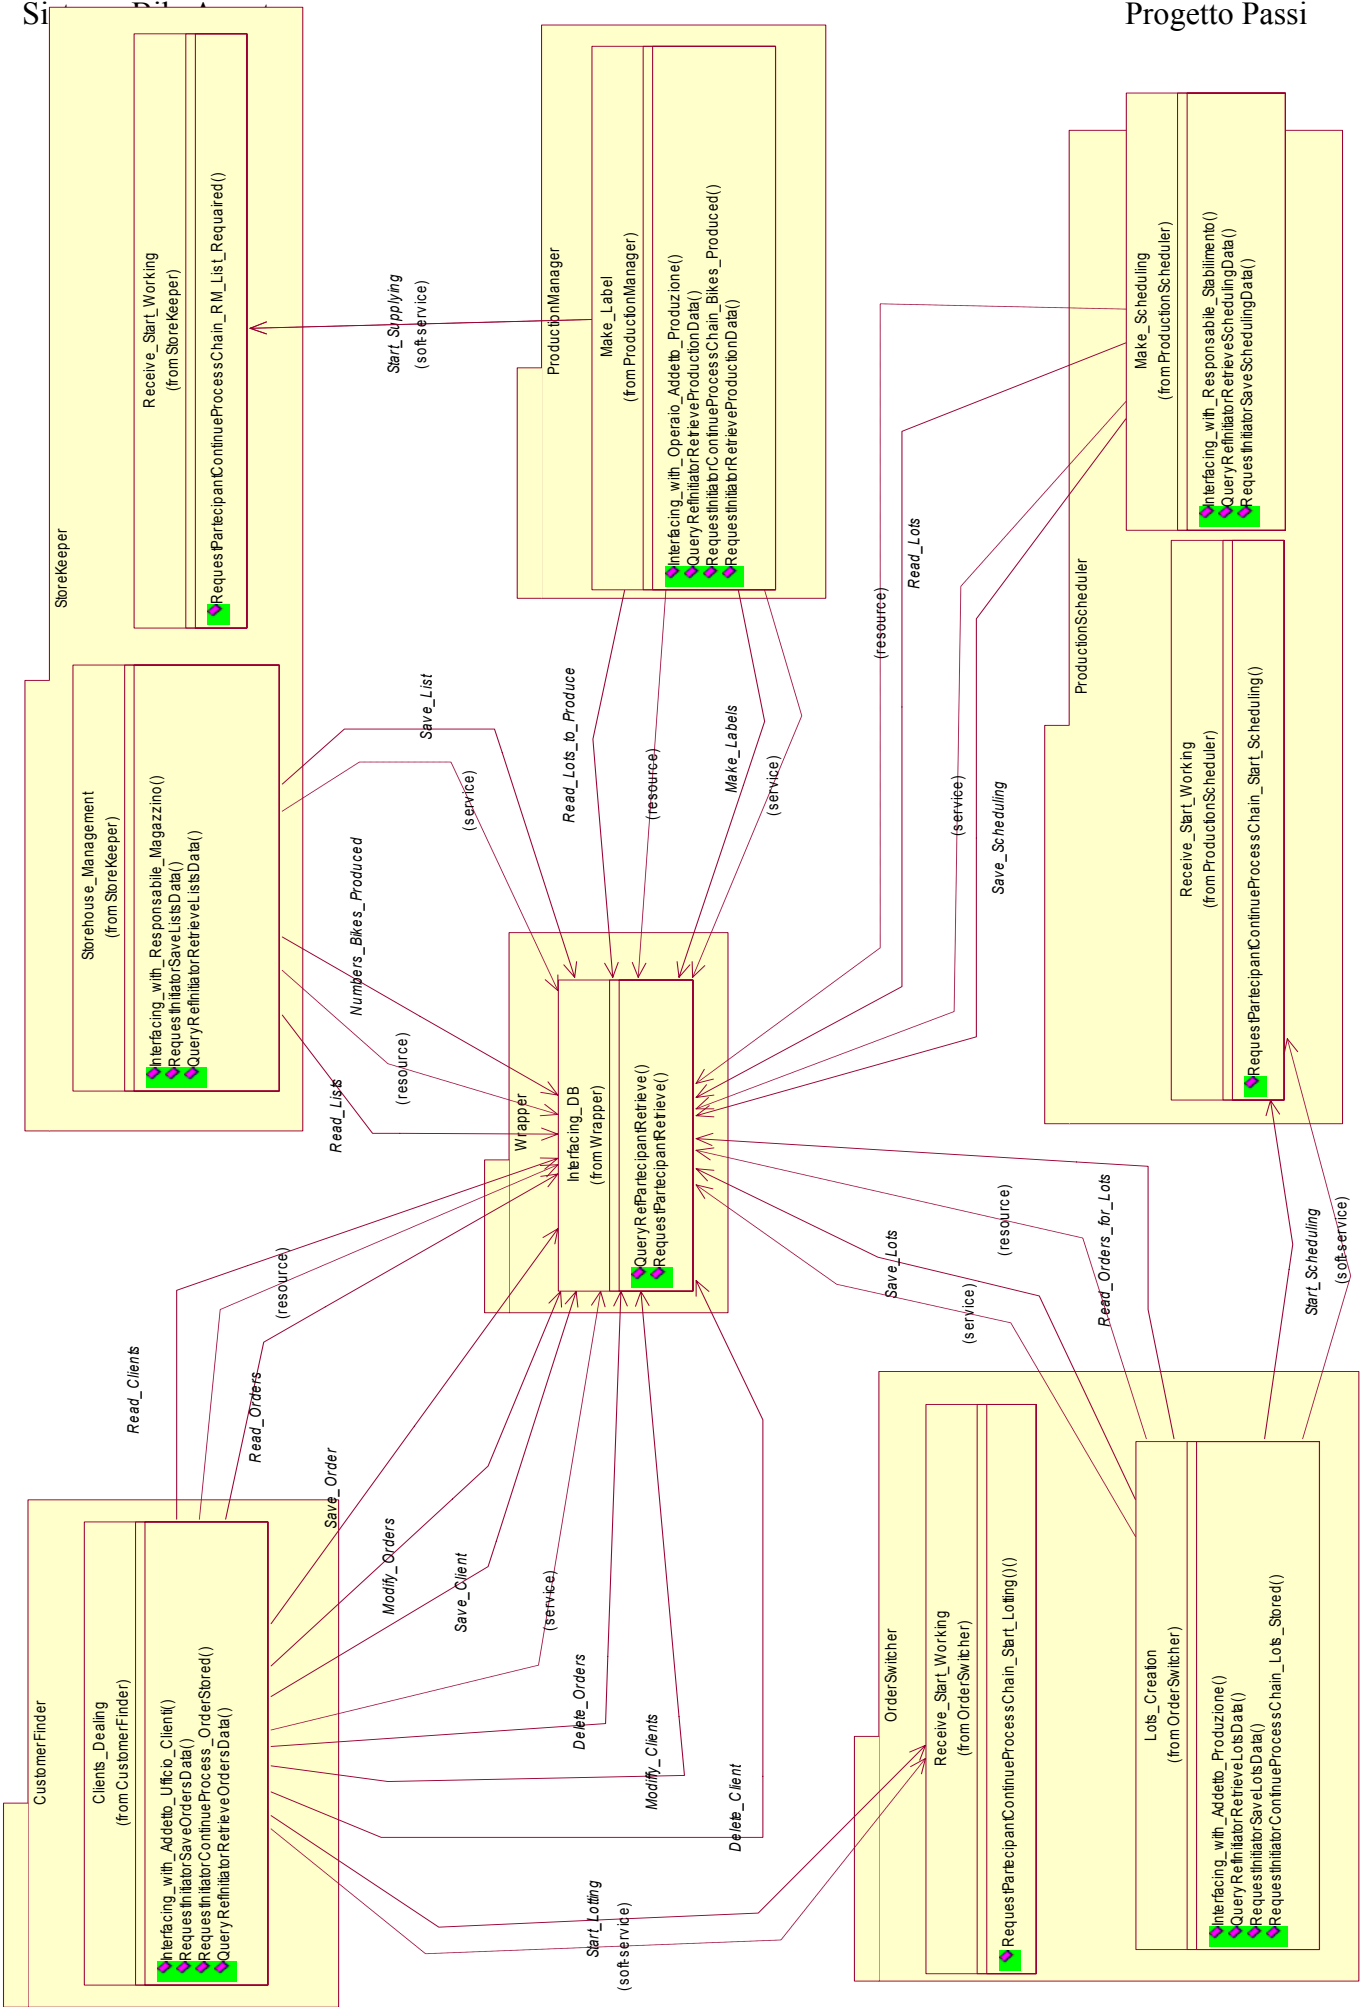 Progetto Passi
StoreKeeper
Storehouse_Management
(from StoreKeeper)
Interfacing_with_Responsabile_Magazzino()
RequestInitiatorSaveListsData()
QueryRefInitiatorRetrieveListsData()
Receive_Start_Working
(from StoreKeeper)
RequestPartecipantContinueProcessChain_RM_List_Requaired()
Start_Supplying
(soft-service)
ProductionManager
Make_Label
(from ProductionManager)
Interfacing_with_Operaio_Addetto_Produzione()
QueryRefInitiatorRetrieveProductionData()
RequestInitiatorContinueProcessChain_Bikes_Produced()
RequestInitiatorRetrieveProductionData()
Save_List
(service)
Numbers_Bikes_Produced
(resource)
Read_Lists
Read_Lots_to_Produce
(resource)
Make_Labels
(service)
Wrapper
Interfacing_DB
(from Wrapper)
QueryRefPartecipantRetrieve()
RequestPartecipantRetrieve()
ProductionScheduler
Make_Scheduling
(from ProductionScheduler)
Interfacing_with_Responsabile_Stabilimento()
QueryRefInitiatorRetrieveSchedulingData()
RequestInitiatorSaveSchedulingData()
Receive_Start_Working
(from ProductionScheduler)
RequestPartecipantContinueProcessChain_Start_Scheduling()
(resource)
Read_Lots
(service)
Save_Scheduling
CustomerFinder
Clients_Dealing
(from CustomerFinder)
Interfacing_with_Addetto_Ufficio_Clienti()
RequestInitiatorSaveOrdersData()
RequestInitiatorContinueProcess_OrderStored()
QueryRefInitiatorRetrieveOrdersData()
Read_Clients
(resource)
Read_Orders
Save_Order
Modify_Orders
Save_Client
(service)
Delete_Orders
Modiffy_Clients
Delete_Client
Start_Lotting
(soft-service)
OrderSwitcher
Receive_Start_Working
(from OrderSwitcher)
RequestPartecipantContinueProcessChain_Start_Lotting()()
Lots_Creation
(from OrderSwitcher)
Interfacing_with_Addetto_Produzione()
QueryRefInitiatorRetrieveLotsData()
RequestInitiatorSaveLotsData()
RequestInitiatorContinueProcessChain_Lots_Stored()
Save_Lots
(service)
(resource)
Read_Orders_for_Lots
Start_Scheduling
(soft-service)